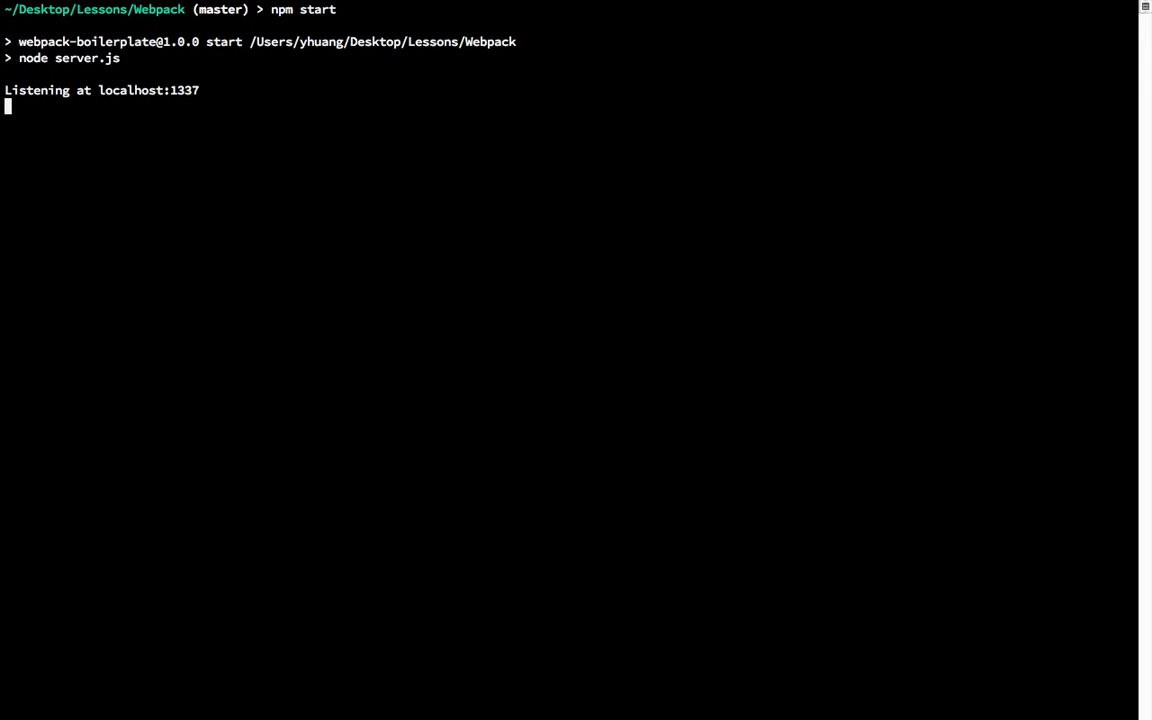 ~/Desktop/Lessons/Webpack (master) > npm start
> webpack-boilerplate@1.0.0 start /Users/yhuang/Desktop/Lessons/Webpack
> node server.js
Listening at localhost:1337